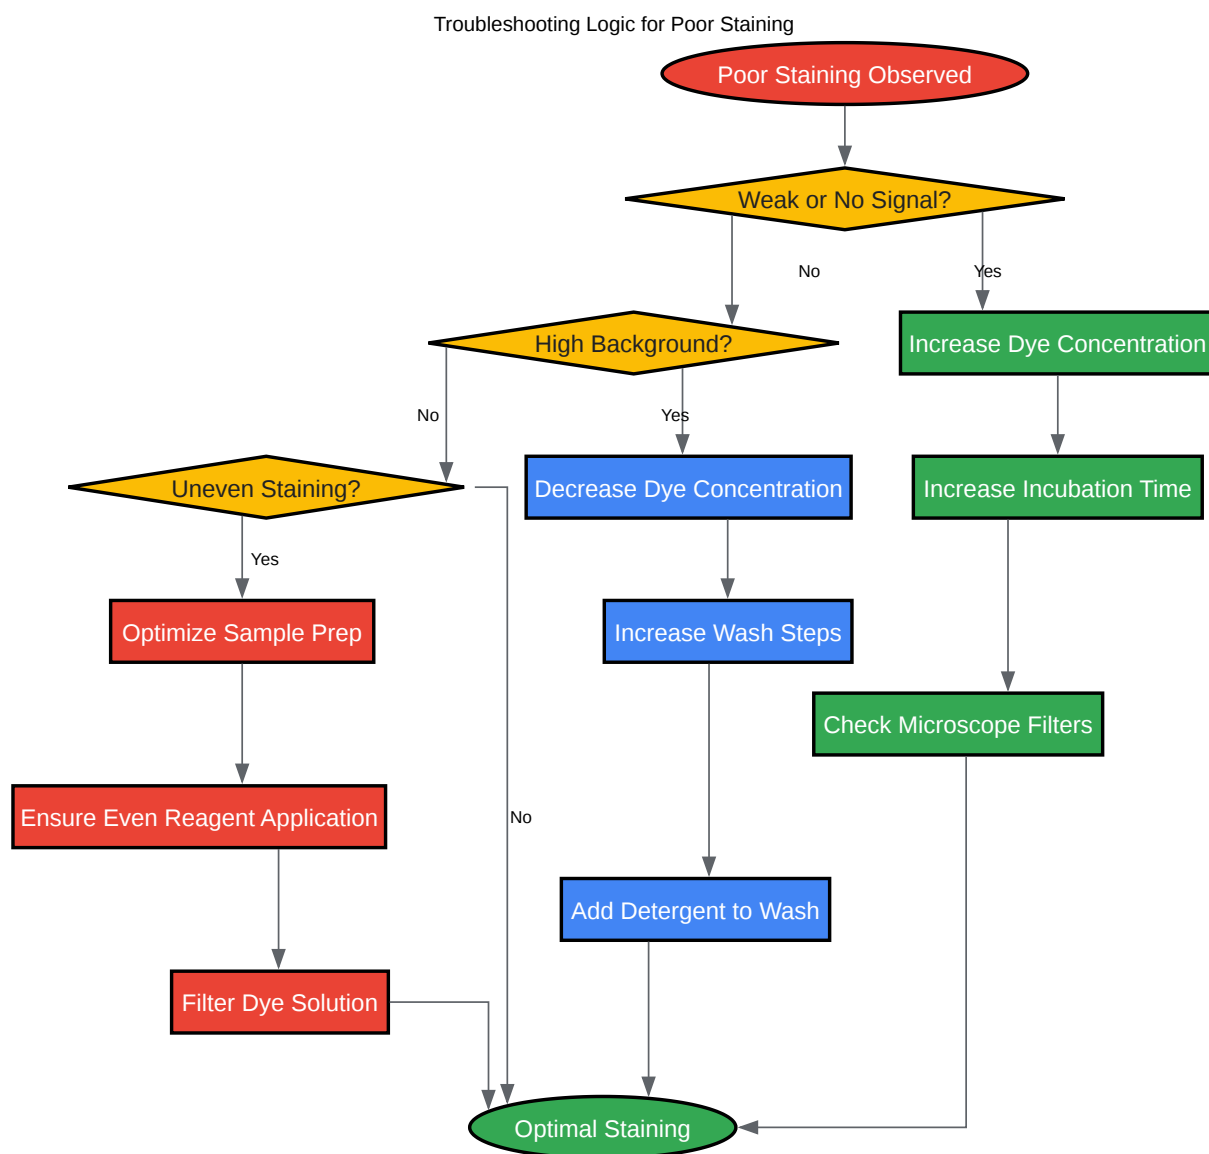 Troubleshooting Logic for Poor Staining
Poor Staining Observed
Weak or No Signal?
No
Yes
High Background?
Increase Dye Concentration
No
Yes
Uneven Staining?
Decrease Dye Concentration
Increase Incubation Time
Yes
Optimize Sample Prep
Increase Wash Steps
Check Microscope Filters
Ensure Even Reagent Application
No
Add Detergent to Wash
Filter Dye Solution
Optimal Staining